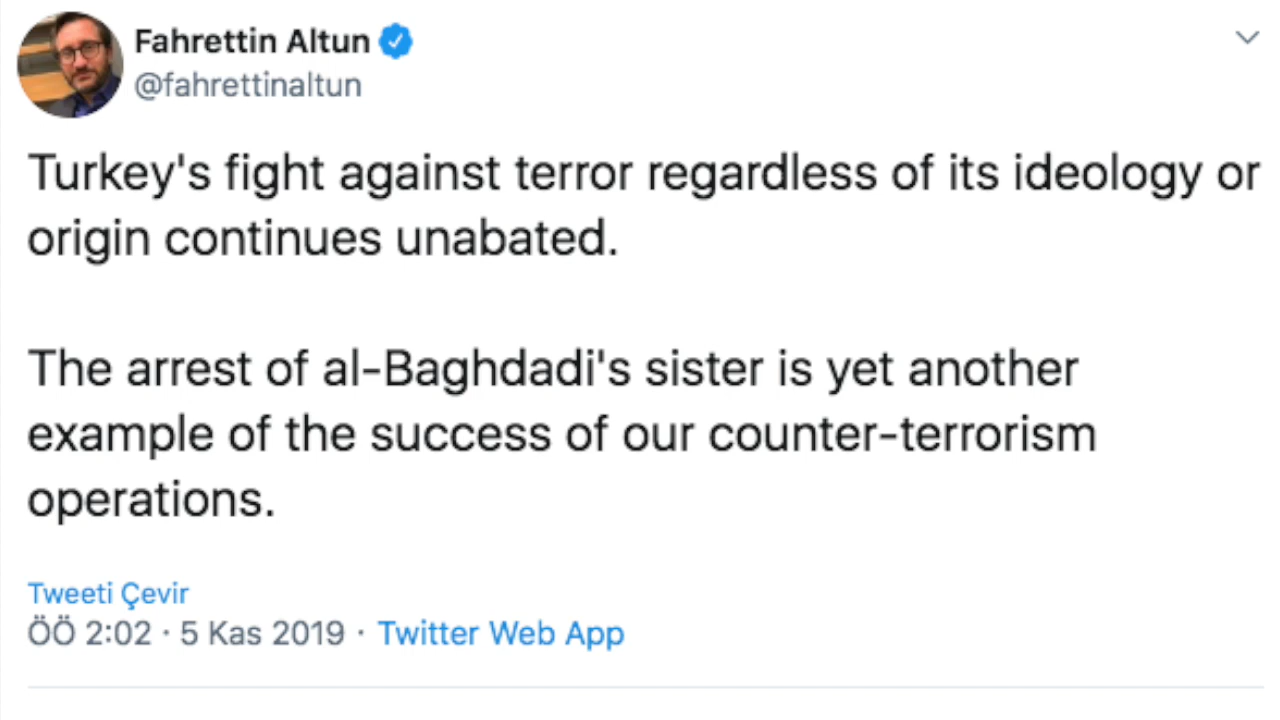 Fahrettin Altun
@fahrettinaltun
Turkey's fight against terror regardless of its ideology or
origin continues unabated.
The arrest of al-Baghdadi's sister is yet another
example of the success of our counter-terrorism
operations.
Tweeti Çevir
ÖÖ 2:02 · 5 Kas 2019 · Twitter Web App